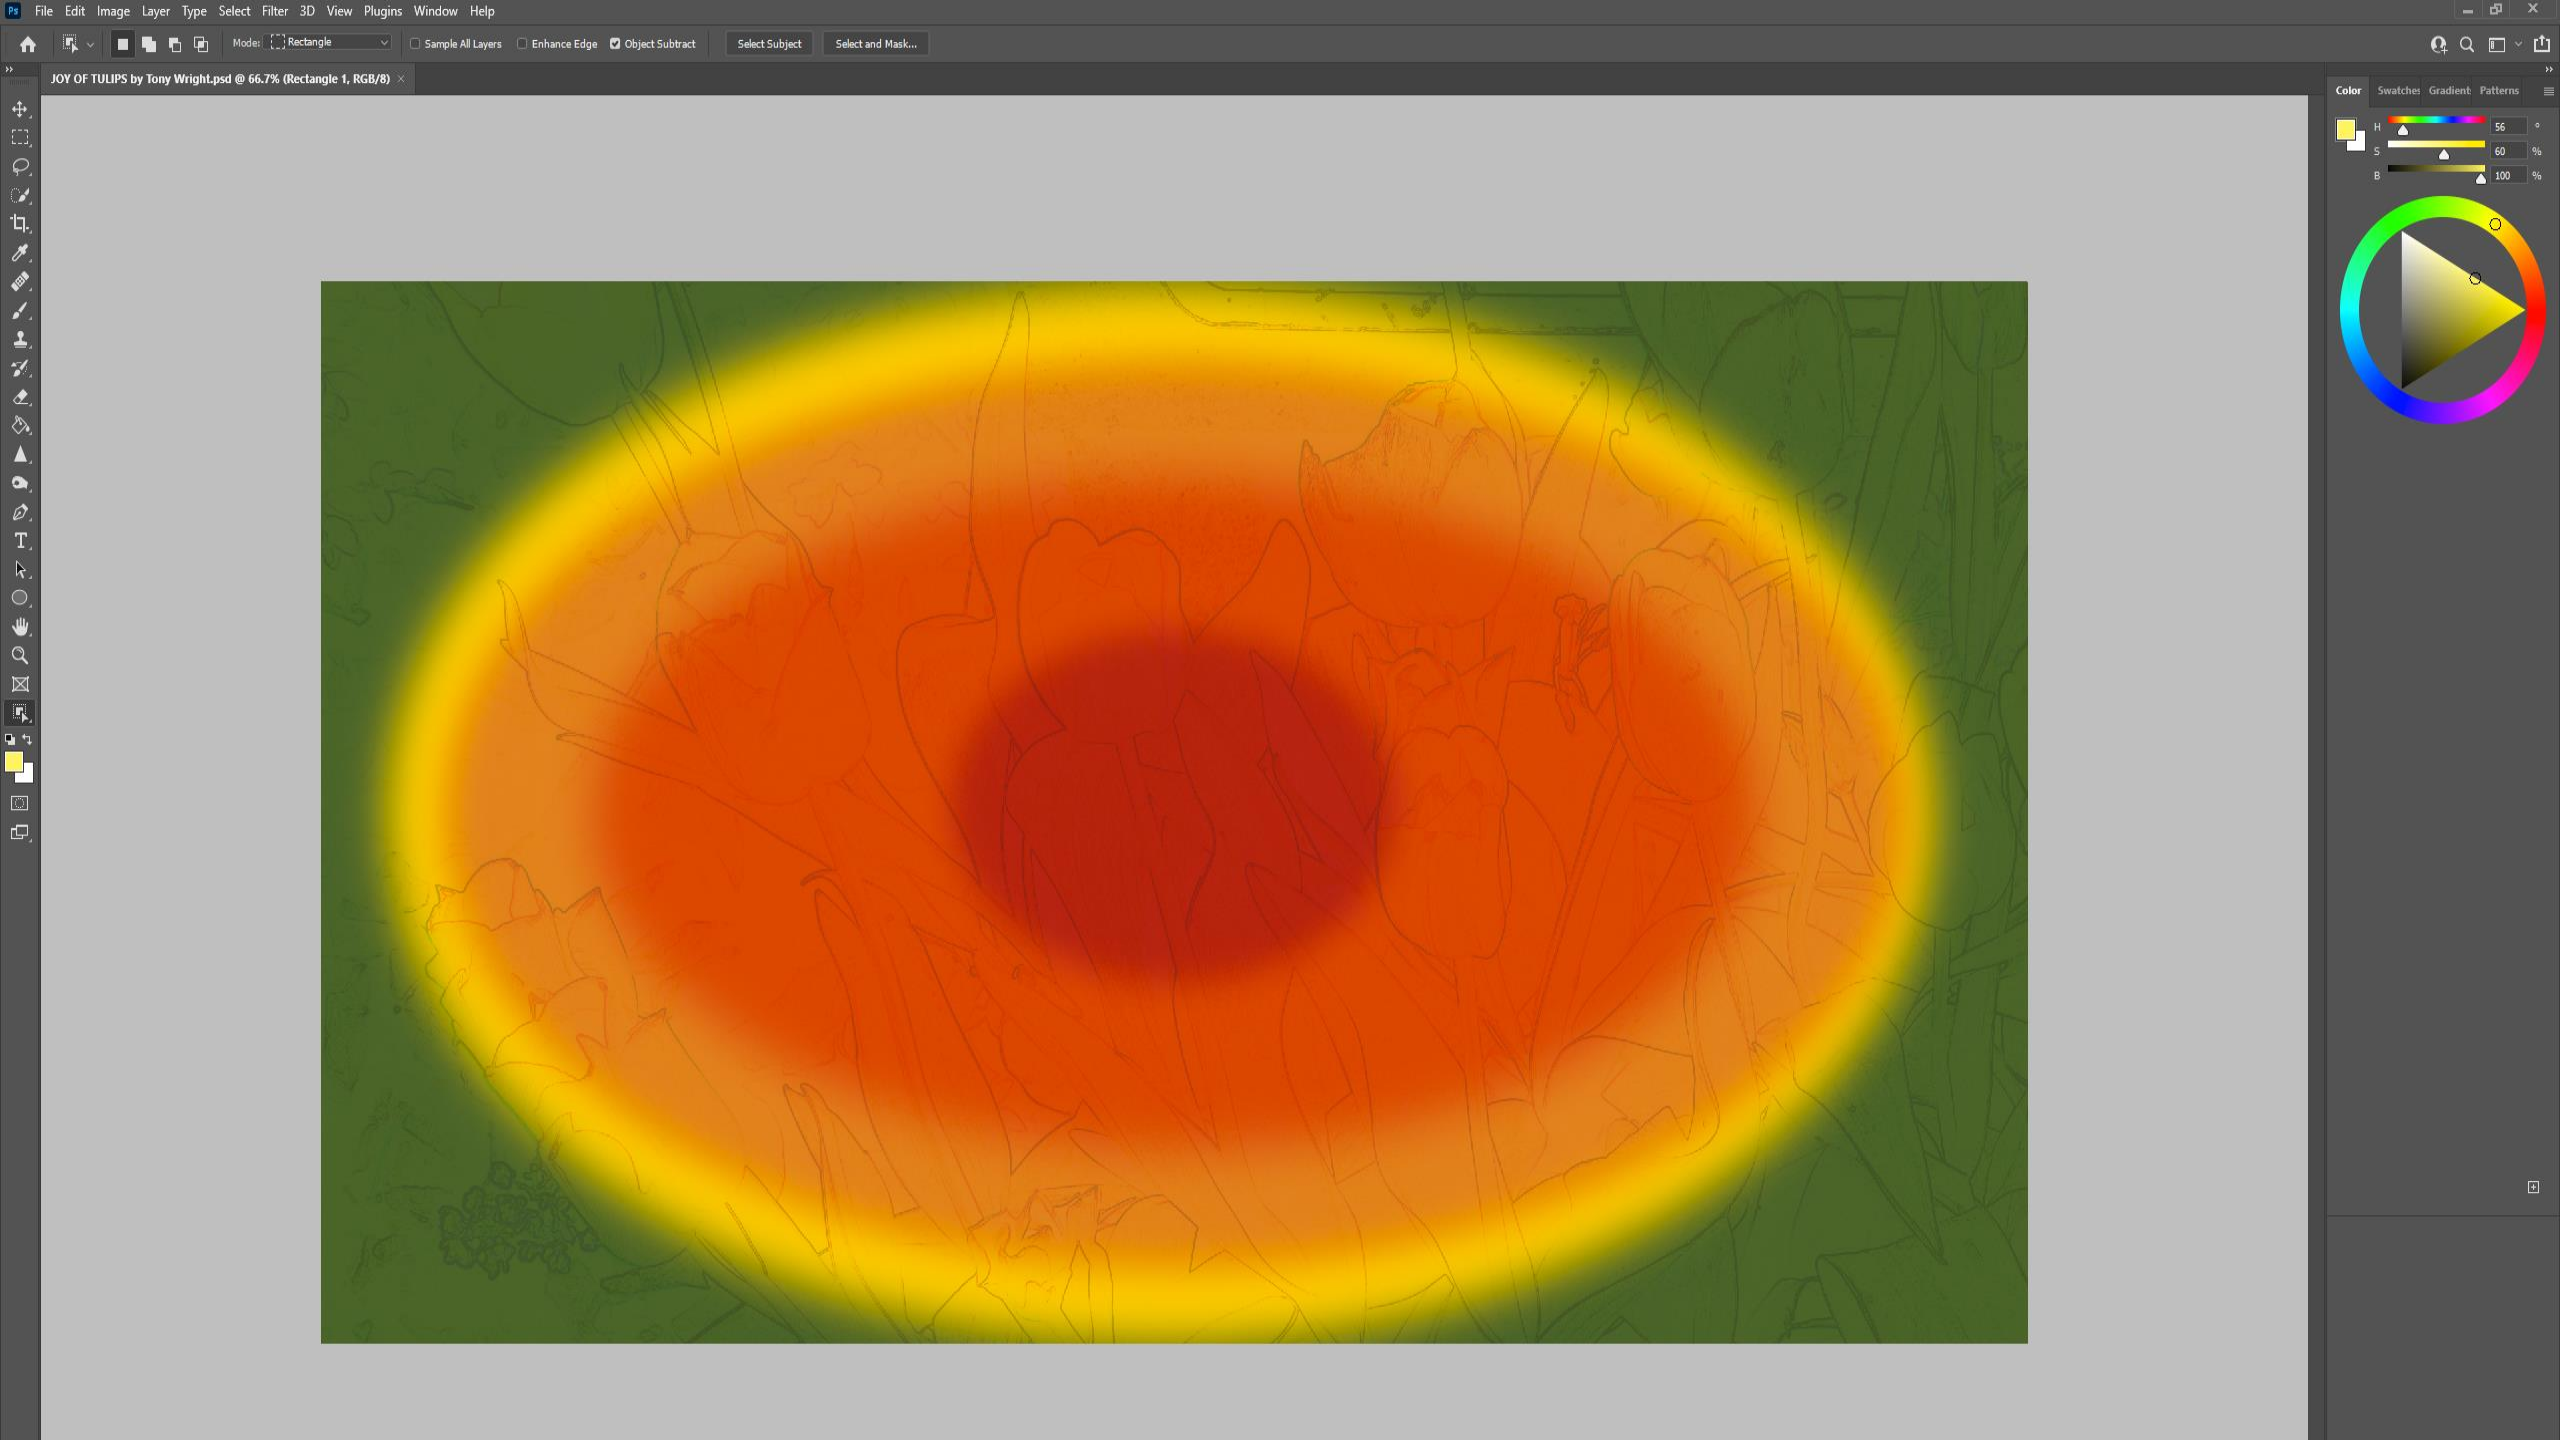 Ps File Edit Image Layer Type Select Filter 3D View Plugins Window Help
Mode: Rectangle Sample All Layers Enhance Edge Object Subtract Select Subject Select and Mask...
JOY OF TULIPS by Tony Wright.psd @ 66.7% (Rectangle 1, RGB/8) ×
Color Swatches Gradient Patterns
H 56 °
S 60 %
B 100 %
T